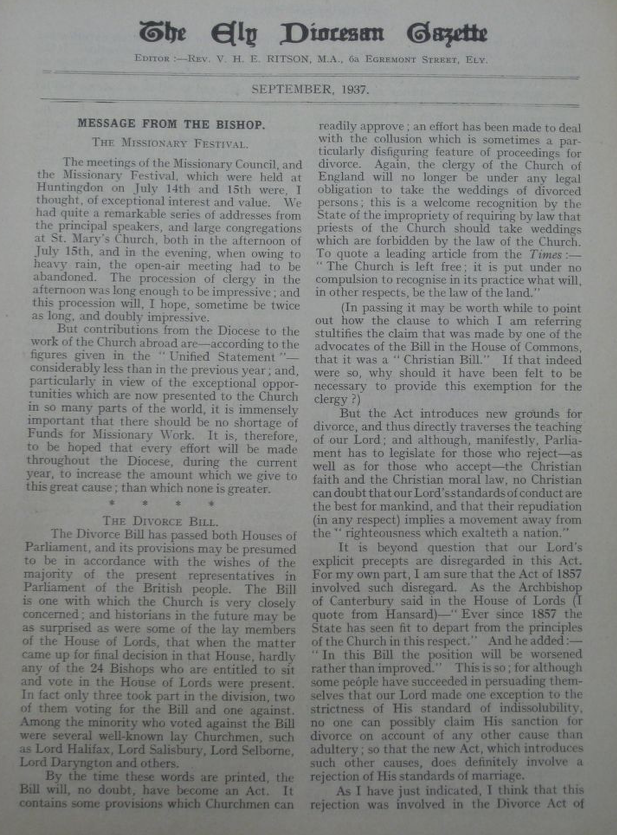 The Ely Diocesan Gazette
EDITOR :—REV. V. H. E. RITSON, M.A., 6a EGREMONT STREET, ELY.
SEPTEMBER, 1937.
MESSAGE FROM THE BISHOP.
THE MISSIONARY FESTIVAL.
The meetings of the Missionary Council, and
the Missionary Festival, which were held at
Huntingdon on July 14th and 15th were, I
thought, of exceptional interest and value. We
had quite a remarkable series of addresses from
the principal speakers, and large congregations
at St. Mary's Church, both in the afternoon of
July 15th, and in the evening, when owing to
heavy rain, the open-air meeting had to be
abandoned. The procession of clergy in the
afternoon was long enough to be impressive ; and
this procession will, I hope, sometime be twice
as long, and doubly impressive.
But contributions from the Diocese to the
work of the Church abroad are—according to the
figures given in the " Unified Statement "—
considerably less than in the previous year ; and,
particularly in view of the exceptional oppor-
tunities which are now presented to the Church
in so many parts of the world, it is immensely
important that there should be no shortage of
Funds for Missionary Work. It is, therefore,
to be hoped that every effort will be made
throughout the Diocese, during the current
year, to increase the amount which we give to
this great cause ; than which none is greater.
* * * *
THE DIVORCE BILL.
The Divorce Bill has passed both Houses of
Parliament, and its provisions may be presumed
to be in accordance with the wishes of the
majority of the present representatives in
Parliament of the British people. The Bill
is one with which the Church is very closely
concerned ; and historians in the future may be
as surprised as were some of the lay members
of the House of Lords, that when the matter
came up for final decision in that House, hardly
any of the 24 Bishops who are entitled to sit
and vote in the House of Lords were present.
In fact only three took part in the division, two
of them voting for the Bill and one against.
Among the minority who voted against the Bill
were several well-known lay Churchmen, such
as Lord Halifax, Lord Salisbury, Lord Selborne,
Lord Daryngton and others.
By the time these words are printed, the
Bill will, no doubt, have become an Act. It
contains some provisions which Churchmen can
readily approve ; an effort has been made to deal
with the collusion which is sometimes a par-
ticularly disfiguring feature of proceedings for
divorce. Again, the clergy of the Church of
England will no longer be under any legal
obligation to take the weddings of divorced
persons ; this is a welcome recognition by the
State of the impropriety of requiring by law that
priests of the Church should take weddings
which are forbidden by the law of the Church.
To quote a leading article from the Times :—
" The Church is left free ; it is put under no
compulsion to recognise in its practice what will,
in other respects, be the law of the land."
(In passing it may be worth while to point
out how the clause to which I am referring
stultifies the claim that was made by one of the
advocates of the Bill in the House of Commons,
that it was a " Christian Bill." If that indeed
were so, why should it have been felt to be
necessary to provide this exemption for the
clergy ?)
But the Act introduces new grounds for
divorce, and thus directly traverses the teaching
of our Lord ; and although, manifestly, Parlia-
ment has to legislate for those who reject—as
well as for those who accept—the Christian
faith and the Christian moral law, no Christian
can doubt that our Lord's standards of conduct are
the best for mankind, and that their repudiation
(in any respect) implies a movement away from
the " righteousness which exalteth a nation."
It is beyond question that our Lord's
explicit precepts are disregarded in this Act.
For my own part, I am sure that the Act of 1857
involved such disregard. As the Archbishop
of Canterbury said in the House of Lords (I
quote from Hansard)—" Ever since 1857 the
State has seen fit to depart from the principles
of the Church in this respect." And he added :—
" In this Bill the position will be worsened
rather than improved." This is so ; for although
some people have succeeded in persuading them-
selves that our Lord made one exception to the
strictness of His standard of indissolubility,
no one can possibly claim His sanction for
divorce on account of any other cause than
adultery ; so that the new Act, which introduces
such other causes, does definitely involve a
rejection of His standards of marriage.
As I have just indicated, I think that this
rejection was involved in the Divorce Act of